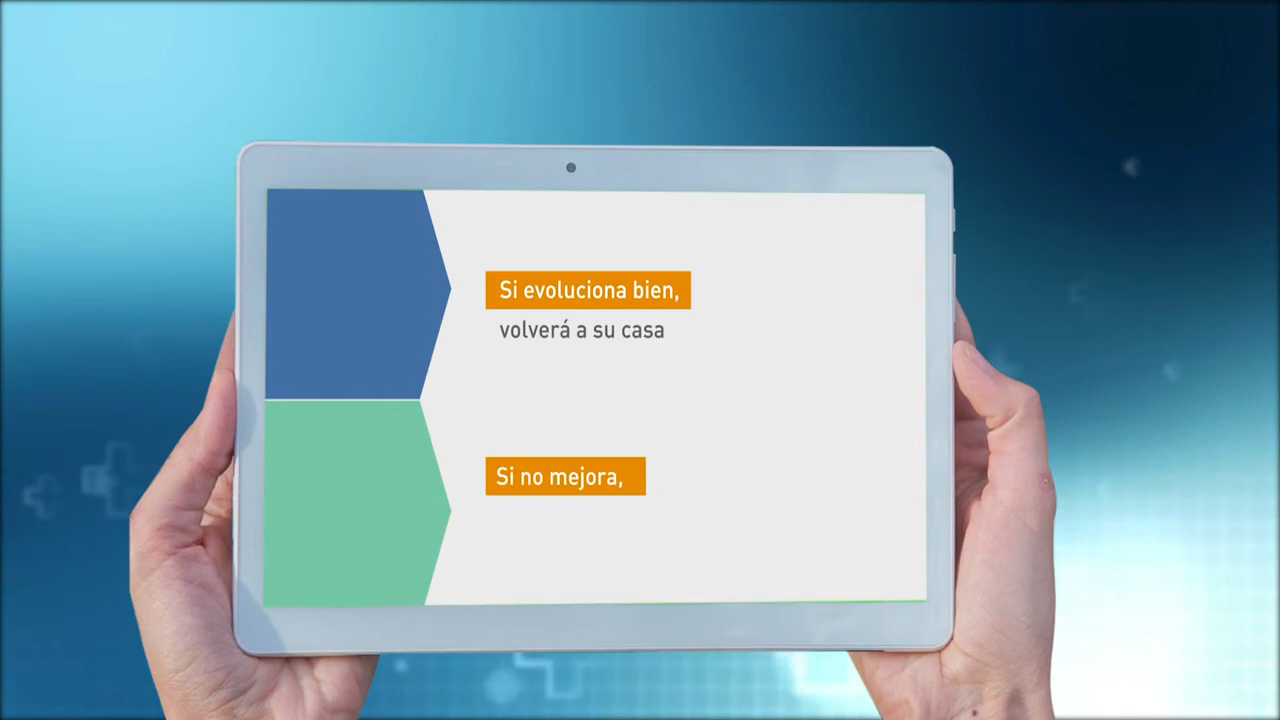 Si evoluciona bien,
volverá a su casa
Si no mejora,